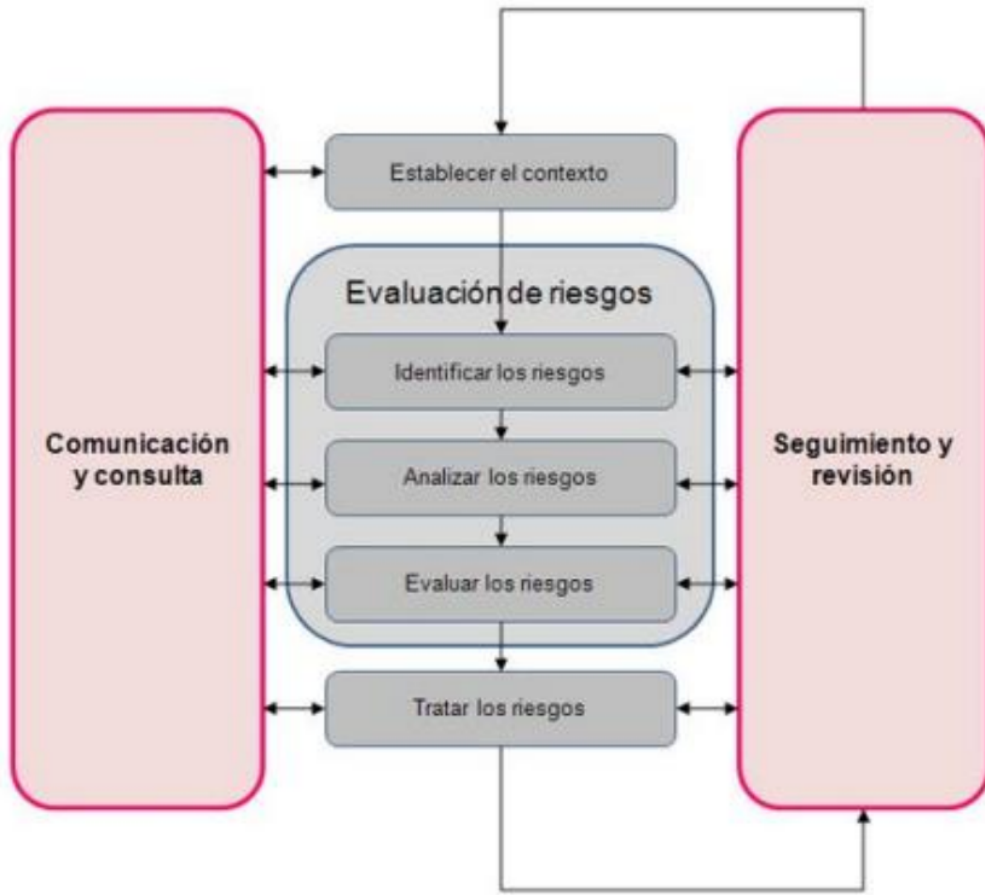 Establecer el contexto
Evaluación de riesgos
Identificar los riesgos
Comunicación
y consulta
Seguimiento y
revisión
Analizar los riesgos
Evaluar los riesgos
Tratar los riesgos